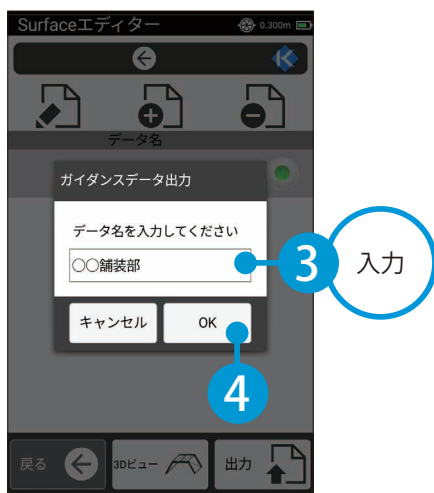 Surfaceエディター 0.300m
データ名
ガイダンスデータ出力
データ名を入力してください
○○舗装部
3 入力
キャンセル OK
4
戻る 3Dビュー 出力